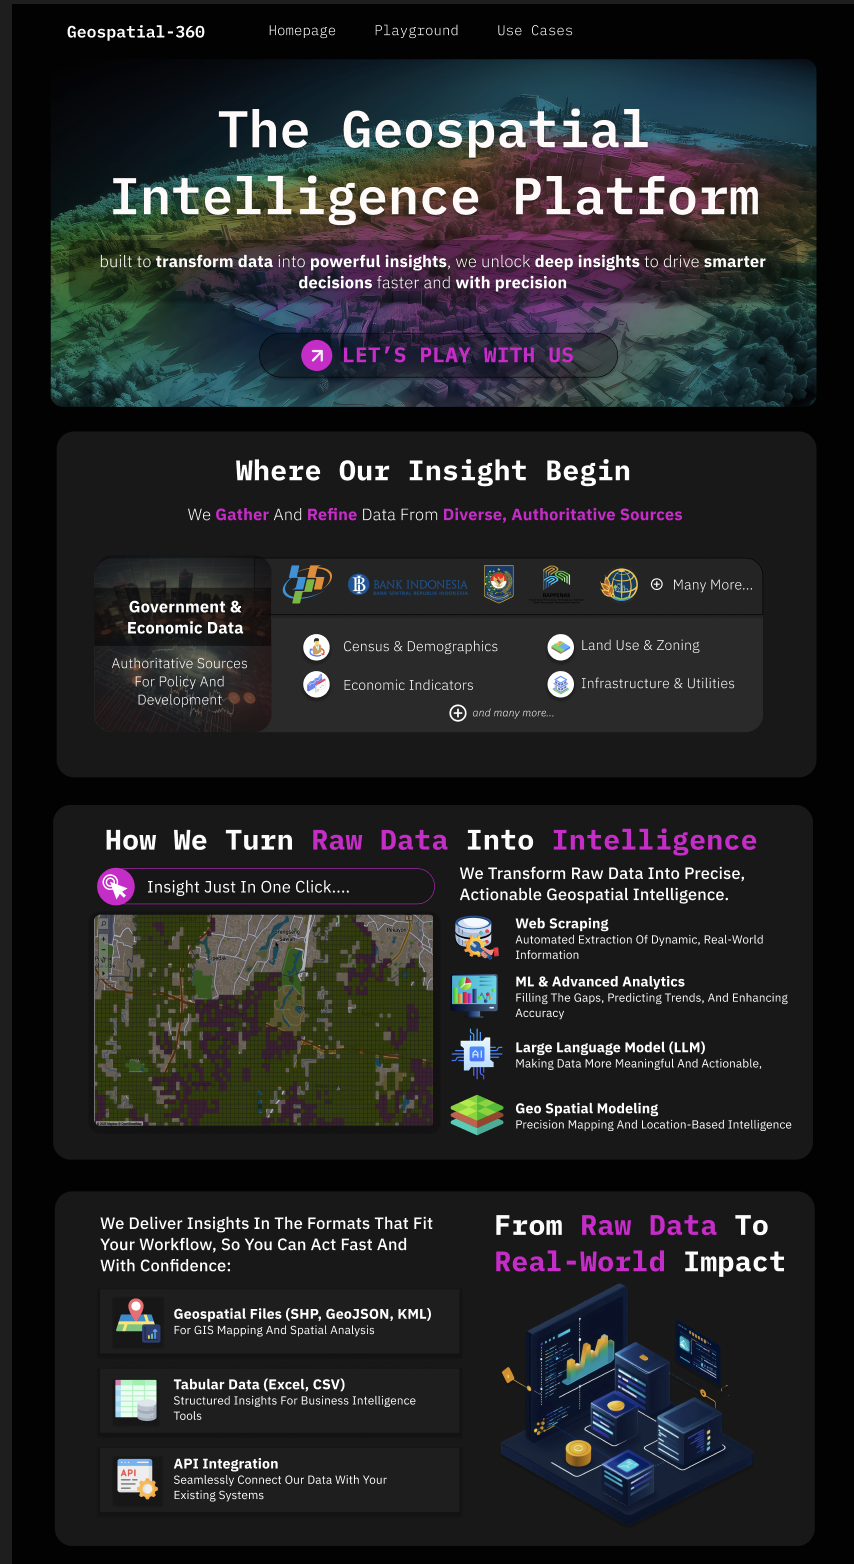 Geospatial-360
Homepage
Playground
Use Cases
The Geospatial
Intelligence Platform
built to transform data into powerful insights, we unlock deep insights to drive smarter
decisions faster and with precision
LET’S PLAY WITH US
Where Our Insight Begin
We Gather And Refine Data From Diverse, Authoritative Sources
Government &
Economic Data
Authoritative Sources
For Policy And
Development
BANK INDONESIA
BANK SENTRAL REPUBLIK INDONESIA
BAPPENAS
Many More...
Census & Demographics
Land Use & Zoning
Economic Indicators
Infrastructure & Utilities
and many more...
How We Turn Raw Data Into Intelligence
Insight Just In One Click....
We Transform Raw Data Into Precise,
Actionable Geospatial Intelligence.
Web Scraping
Automated Extraction Of Dynamic, Real-World
Information
ML & Advanced Analytics
Filling The Gaps, Predicting Trends, And Enhancing
Accuracy
AI
Large Language Model (LLM)
Making Data More Meaningful And Actionable,
Geo Spatial Modeling
Precision Mapping And Location-Based Intelligence
We Deliver Insights In The Formats That Fit
Your Workflow, So You Can Act Fast And
With Confidence:
From Raw Data To
Real-World Impact
Geospatial Files (SHP, GeoJSON, KML)
For GIS Mapping And Spatial Analysis
Tabular Data (Excel, CSV)
Structured Insights For Business Intelligence
Tools
API
API Integration
Seamlessly Connect Our Data With Your
Existing Systems